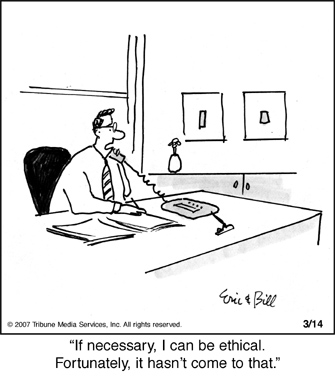 Eric & Bill
© 2007 Tribune Media Services, Inc. All rights reserved.
3/14
“If necessary, I can be ethical.
Fortunately, it hasn’t come to that.”